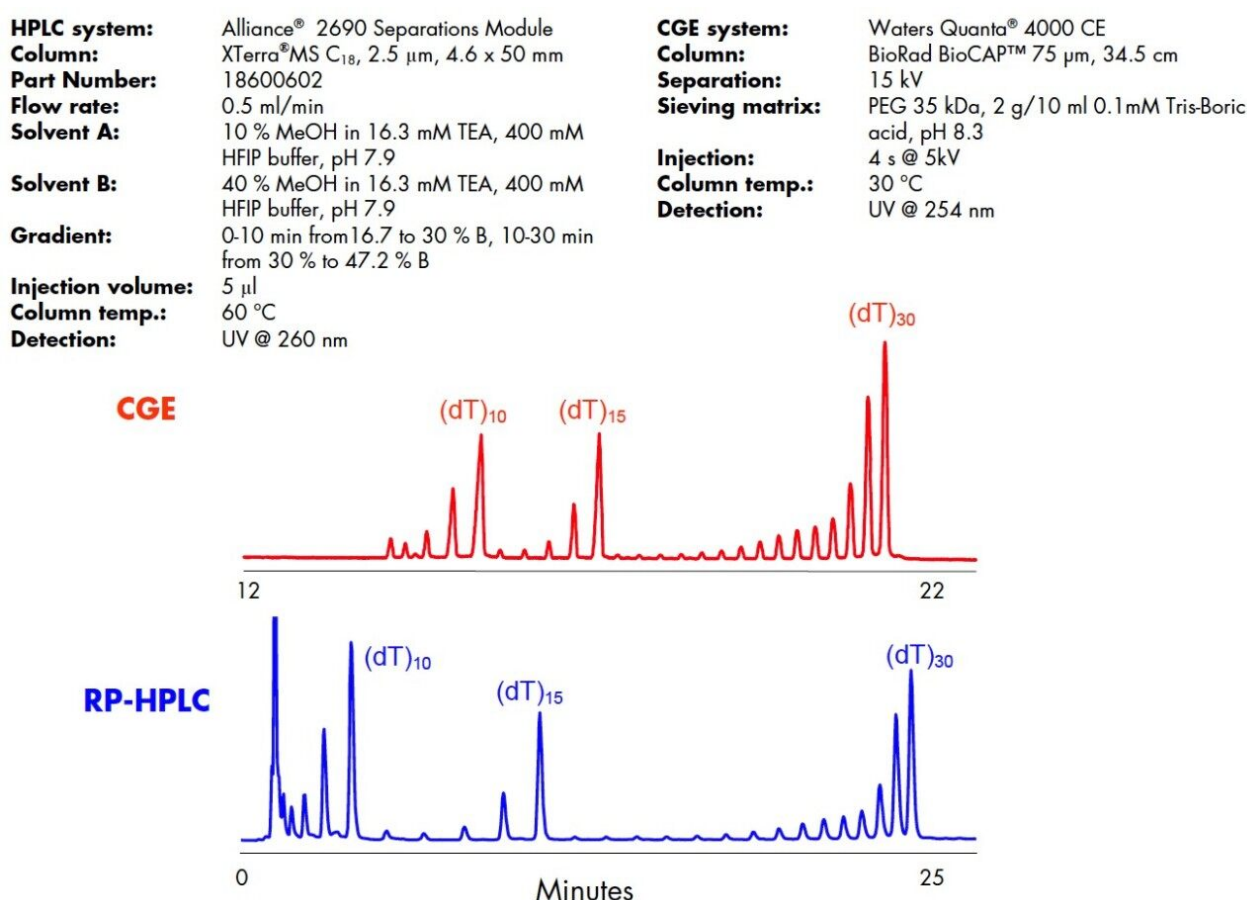 HPLC system: Alliance® 2690 Separations Module
Column: XTerra®MS C₁₈, 2.5 μm, 4.6 x 50 mm
Part Number: 18600602
Flow rate: 0.5 ml/min
Solvent A: 10 % MeOH in 16.3 mM TEA, 400 mM
HFIP buffer, pH 7.9
Solvent B: 40 % MeOH in 16.3 mM TEA, 400 mM
HFIP buffer, pH 7.9
Gradient: 0-10 min from16.7 to 30 % B, 10-30 min
from 30 % to 47.2 % B
Injection volume: 5 μl
Column temp.: 60 °C
Detection: UV @ 260 nm
CGE system: Waters Quanta® 4000 CE
Column: BioRad BioCAP™ 75 μm, 34.5 cm
Separation: 15 kV
Sieving matrix: PEG 35 kDa, 2 g/10 ml 0.1mM Tris-Boric
acid, pH 8.3
Injection: 4 s @ 5kV
Column temp.: 30 °C
Detection: UV @ 254 nm
CGE
(dT)₁₀
(dT)₁₅
(dT)₃₀
12
22
RP-HPLC
(dT)₁₀
(dT)₁₅
(dT)₃₀
0
25
Minutes